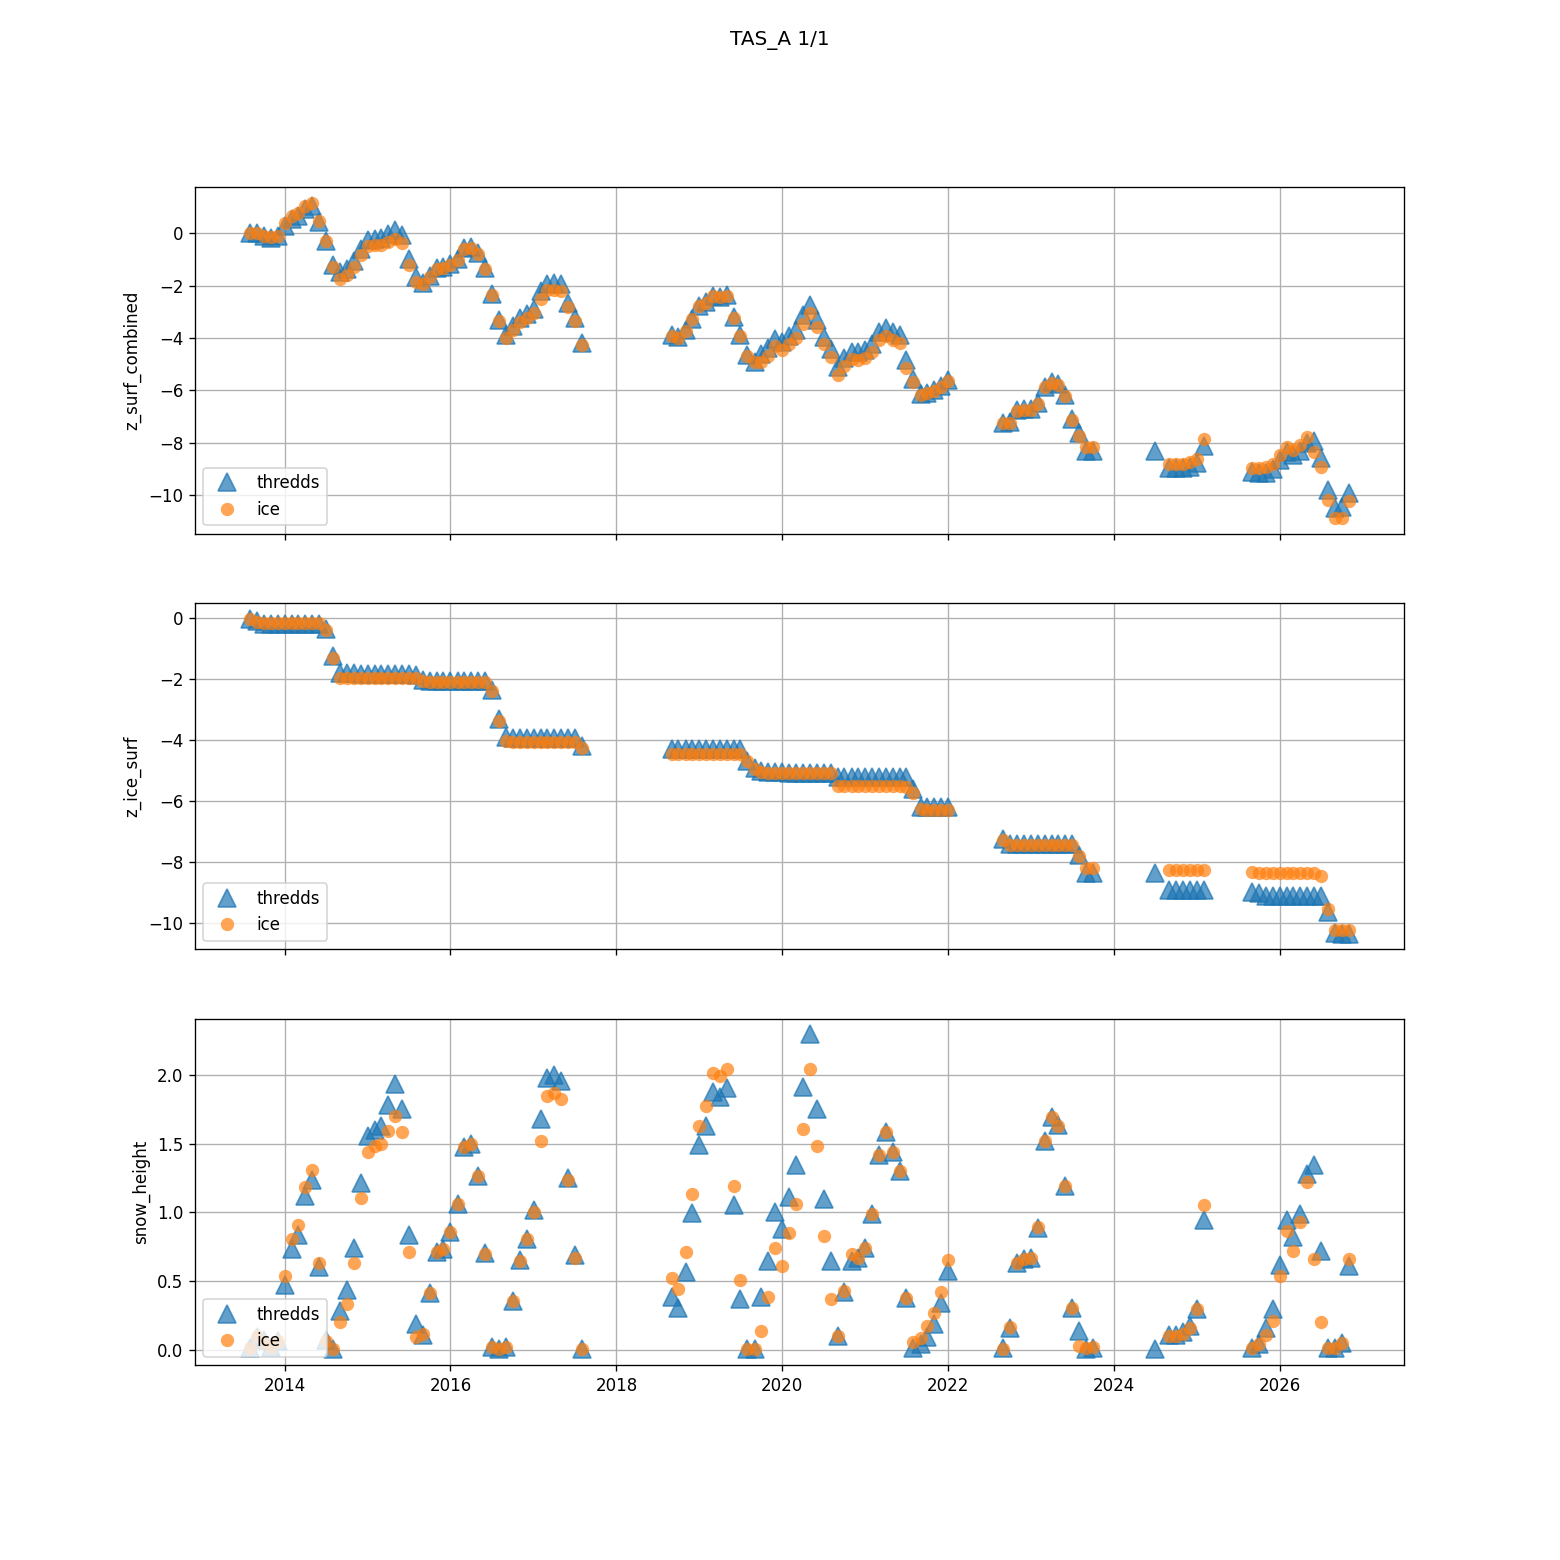 TAS_A 1/1
z_surf_combined
0
−2
−4
−6
−8
−10
thredds
ice
z_ice_surf
0
−2
−4
−6
−8
−10
thredds
ice
snow_height
2.0
1.5
1.0
0.5
0.0
thredds
ice
2014 2016 2018 2020 2022 2024 2026